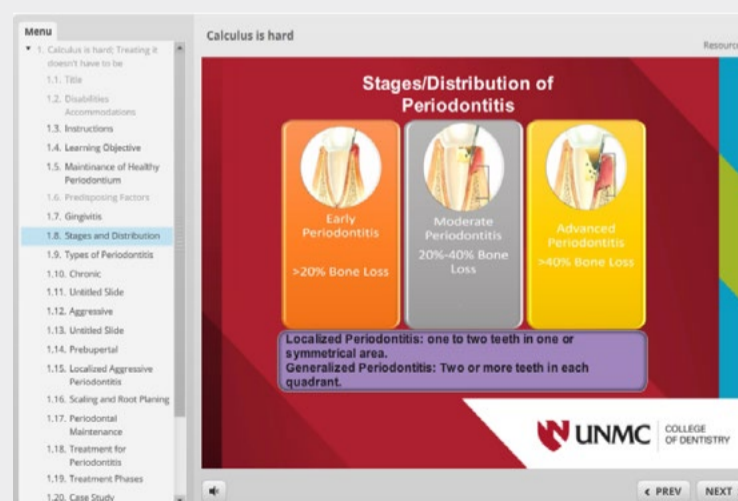 Menu
1. Calculus is hard; Treating it
doesn't have to be
1.1. Title
1.2. Disabilities
Accommodations
1.3. Instructions
1.4. Learning Objective
1.5. Maintinance of Healthy
Periodontium
1.6. Predisposing Factors
1.7. Gingivitis
1.8. Stages and Distribution
1.9. Types of Periodontitis
1.10. Chronic
1.11. Untitled Slide
1.12. Aggressive
1.13. Untitled Slide
1.14. Prebupertal
1.15. Localized Aggressive
Periodontitis
1.16. Scaling and Root Planing
1.17. Periodontal
Maintenance
1.18. Treatment for
Periodontitis
1.19. Treatment Phases
1.20. Case Study
Calculus is hard
Resource
Stages/Distribution of
Periodontitis
Early
Periodontitis
>20% Bone Loss
Moderate
Periodontitis
20%-40% Bone
Loss
Advanced
Periodontitis
>40% Bone Loss
Localized Periodontitis: one to two teeth in one or
symmetrical area.
Generalized Periodontitis: Two or more teeth in each
quadrant.
UNMC
COLLEGE
OF DENTISTRY
< PREV
NEXT